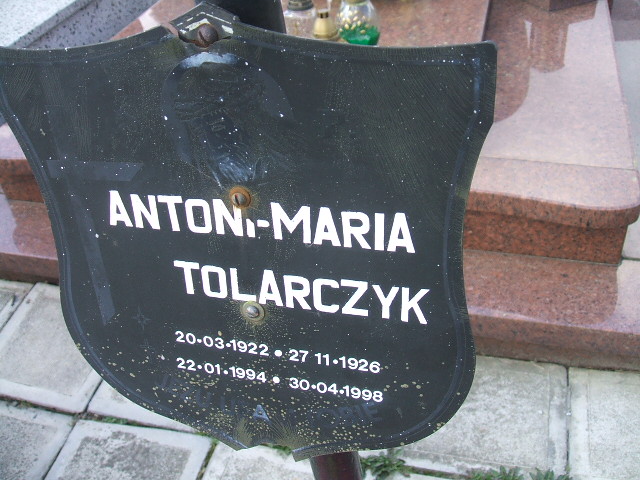 ANTONI-MARIA
TOLARCZYK
20•03•1922 • 27 11•1926
22•01•1994 • 30•04•1998